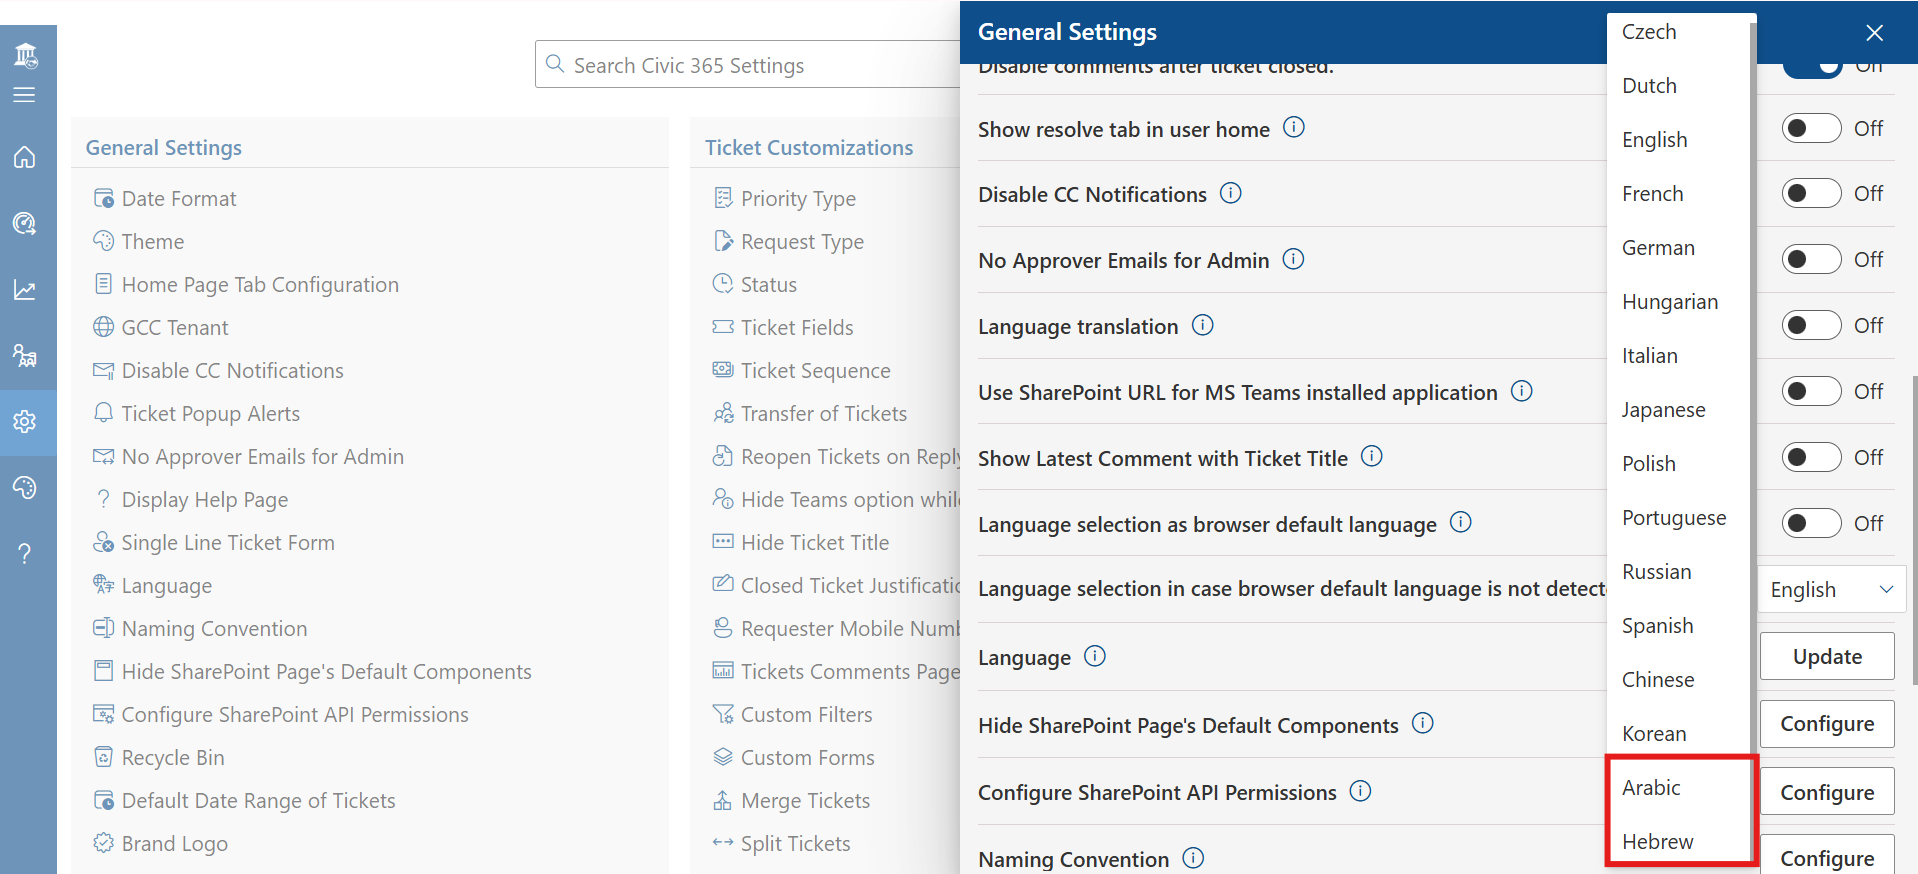 Search Civic 365 Settings
General Settings
Date Format
Theme
Home Page Tab Configuration
GCC Tenant
Disable CC Notifications
Ticket Popup Alerts
No Approver Emails for Admin
Display Help Page
Single Line Ticket Form
Language
Naming Convention
Hide SharePoint Page's Default Components
Configure SharePoint API Permissions
Recycle Bin
Default Date Range of Tickets
Brand Logo
Ticket Customizations
Priority Type
Request Type
Status
Ticket Fields
Ticket Sequence
Transfer of Tickets
Reopen Tickets on Reply
Hide Teams option while
Hide Ticket Title
Closed Ticket Justificatio
Requester Mobile Numb
Tickets Comments Page
Custom Filters
Custom Forms
Merge Tickets
Split Tickets
General Settings
Disable comments after ticket closed. On
Show resolve tab in user home Off
Disable CC Notifications Off
No Approver Emails for Admin Off
Language translation Off
Use SharePoint URL for MS Teams installed application Off
Show Latest Comment with Ticket Title Off
Language selection as browser default language Off
Language selection in case browser default language is not detect English
Language Update
Hide SharePoint Page's Default Components Configure
Configure SharePoint API Permissions Configure
Naming Convention Configure
Czech
Dutch
English
French
German
Hungarian
Italian
Japanese
Polish
Portuguese
Russian
Spanish
Chinese
Korean
Arabic
Hebrew